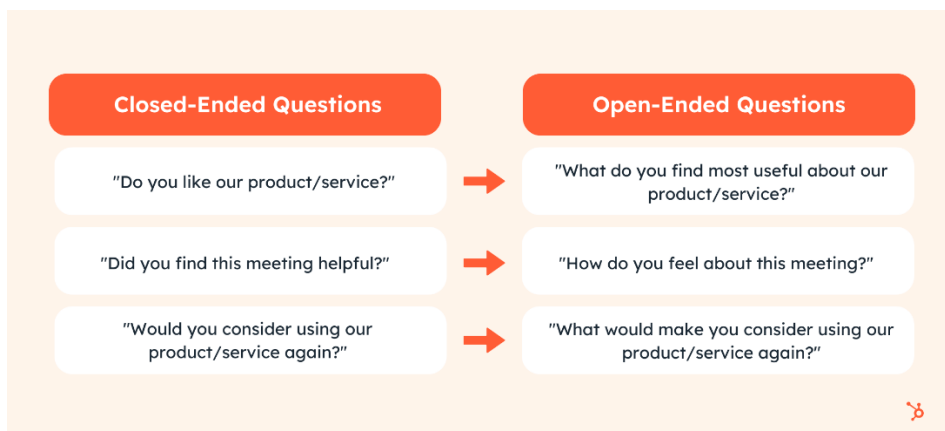 Closed-Ended Questions
Open-Ended Questions
"Do you like our product/service?"
"What do you find most useful about our
product/service?"
"Did you find this meeting helpful?"
"How do you feel about this meeting?"
"Would you consider using our
product/service again?"
"What would make you consider using our
product/service again?"